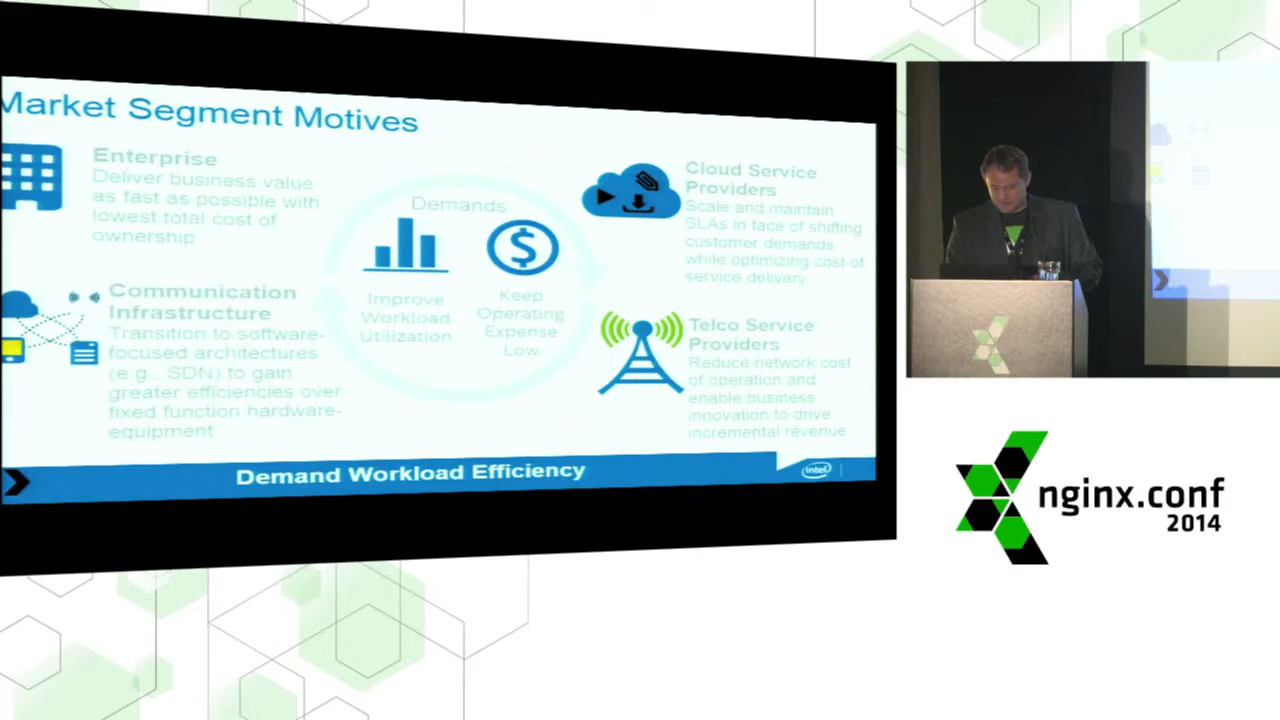 Market Segment Motives
Enterprise
Deliver business value
as fast as possible with
lowest total cost of
ownership
Communication
Infrastructure
Transition to software-
focused architectures
(e.g., SDN) to gain
greater efficiencies over
fixed function hardware-
equipment
Demands
Improve
Workload
Utilization
$
Keep
Operating
Expense
Low
Cloud Service
Providers
Scale and maintain
SLAs in face of shifting
customer demands
while optimizing cost of
service delivery
Telco Service
Providers
Reduce network cost
of operation and
enable business
innovation to drive
incremental revenue
Demand Workload Efficiency
intel
nginx.conf
2014